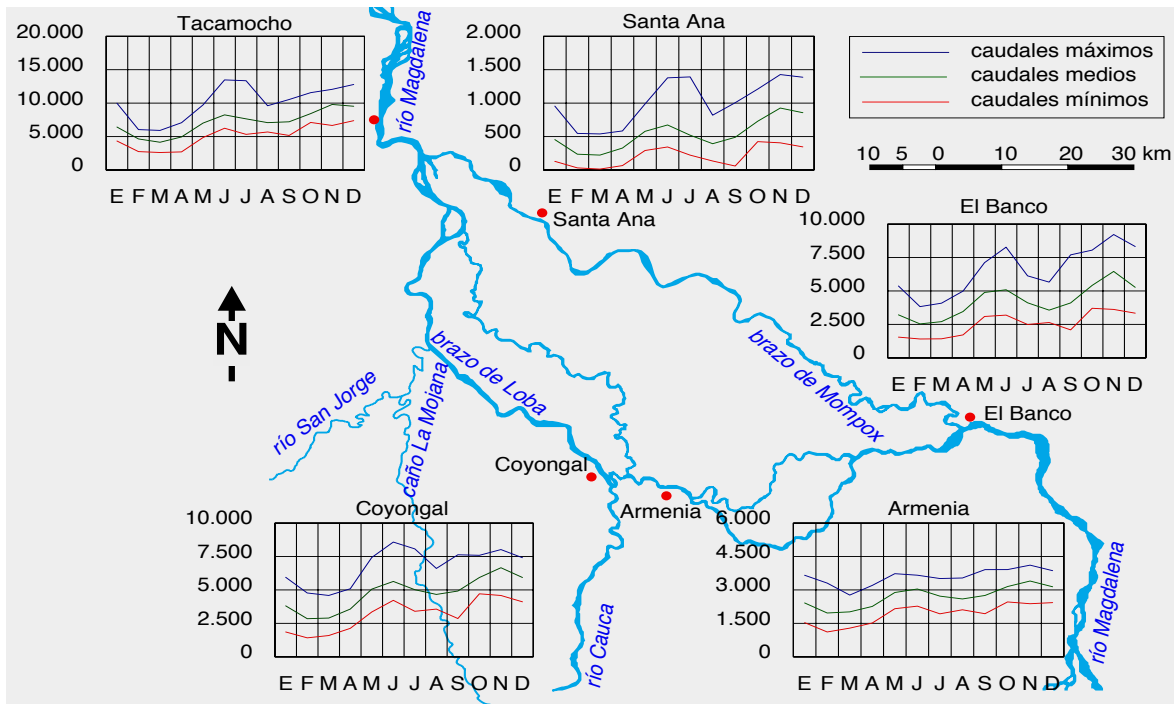 Tacamocho
20.000
15.000
10.000
5.000
0
E F M A M J J A S O N D
río Magdalena
Santa Ana
2.000
1.500
1.000
500
0
E F M A M J J A S O N D
caudales máximos
caudales medios
caudales mínimos
10 5 0 10 20 30 km
Santa Ana
El Banco
10.000
7.500
5.000
2.500
0
E F M A M J J A S O N D
N
brazo de Loba
brazo de Mompox
río San Jorge
caño La Mojana
El Banco
Coyongal
Armenia
Coyongal
10.000
7.500
5.000
2.500
0
E F M A M J J A S O N D
río Cauca
Armenia
6.000
4.500
3.000
1.500
0
E F M A M J J A S O N D
río Magdalena